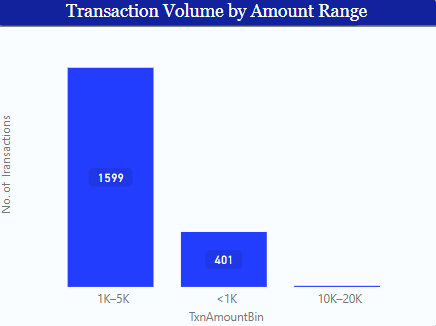 Transaction Volume by Amount Range
No. of Transactions
1599
401
1K–5K
<1K
10K–20K
TxnAmountBin